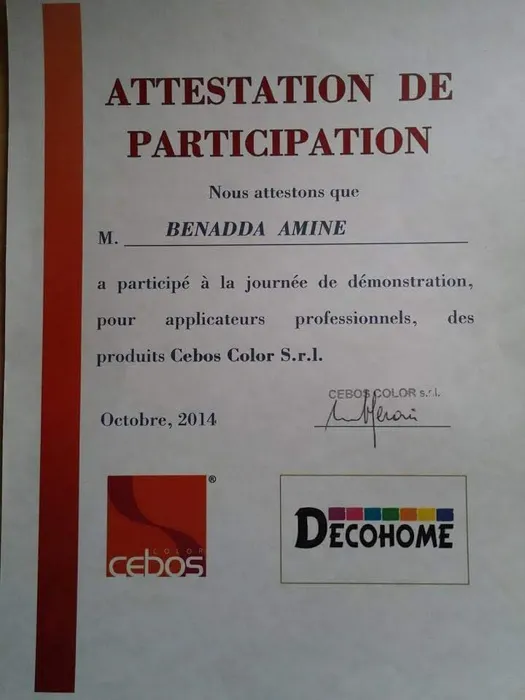 ATTESTATION DE
PARTICIPATION
Nous attestons que
M. BENADDA AMINE
a participé à la journée de démonstration,
pour applicateurs professionnels, des
produits Cebos Color S.r.l.
CEBOS COLOR s.r.l.
Octobre, 2014
®
COLOR
cebos
DECOHOME